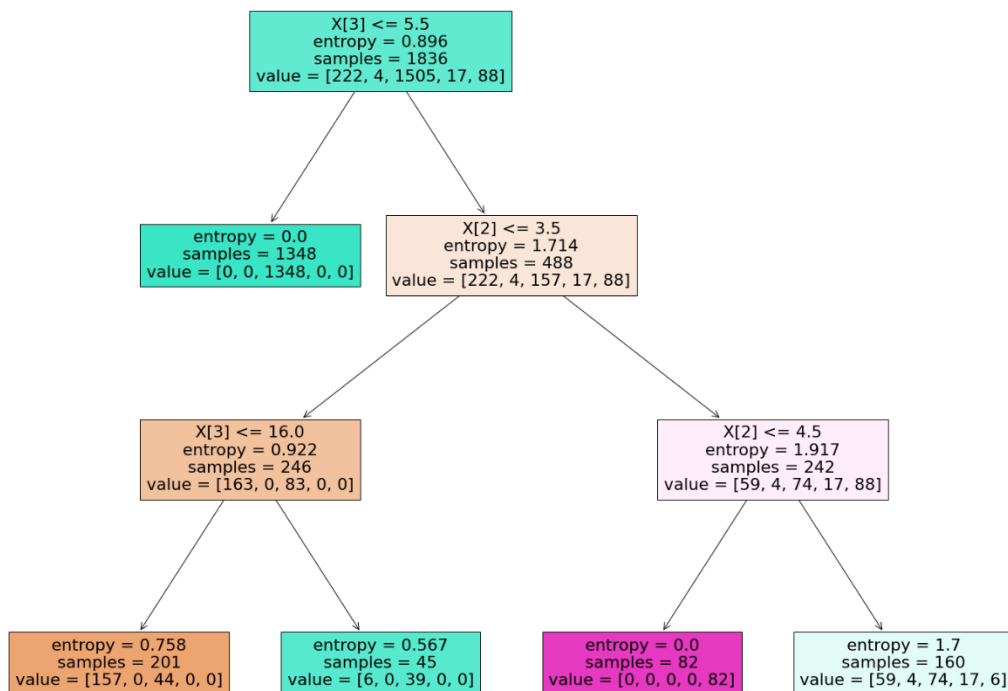 X[3] <= 5.5
entropy = 0.896
samples = 1836
value = [222, 4, 1505, 17, 88]
entropy = 0.0
samples = 1348
value = [0, 0, 1348, 0, 0]
X[2] <= 3.5
entropy = 1.714
samples = 488
value = [222, 4, 157, 17, 88]
X[3] <= 16.0
entropy = 0.922
samples = 246
value = [163, 0, 83, 0, 0]
X[2] <= 4.5
entropy = 1.917
samples = 242
value = [59, 4, 74, 17, 88]
entropy = 0.758
samples = 201
value = [157, 0, 44, 0, 0]
entropy = 0.567
samples = 45
value = [6, 0, 39, 0, 0]
entropy = 0.0
samples = 82
value = [0, 0, 0, 0, 82]
entropy = 1.7
samples = 160
value = [59, 4, 74, 17, 6